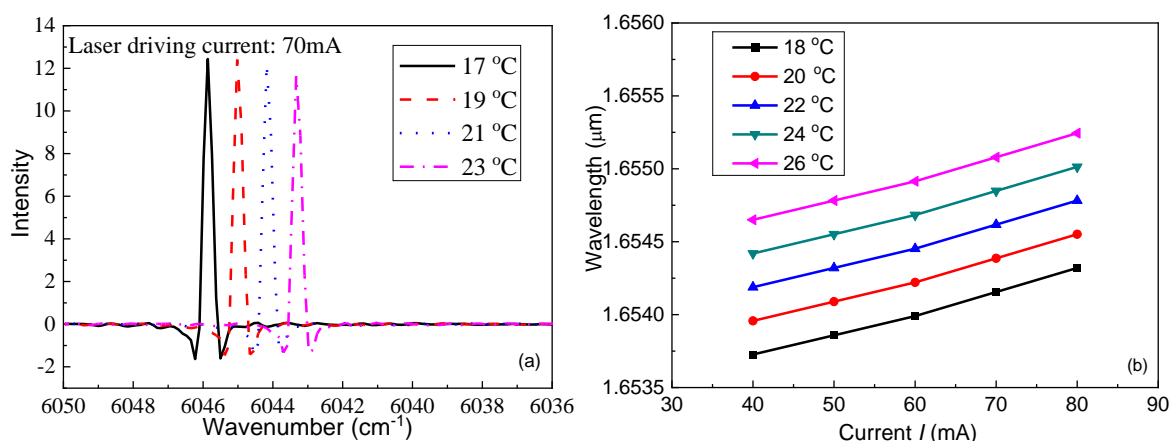 Laser driving current: 70mA
17 °C
19 °C
21 °C
23 °C
14
12
10
8
6
4
2
0
-2
Intensity
6050
6048
6046
6044
6042
6040
6038
6036
Wavenumber (cm⁻¹)
(a)
18 °C
20 °C
22 °C
24 °C
26 °C
1.6560
1.6555
1.6550
1.6545
1.6540
1.6535
Wavelength (μm)
30
40
50
60
70
80
90
Current I (mA)
(b)